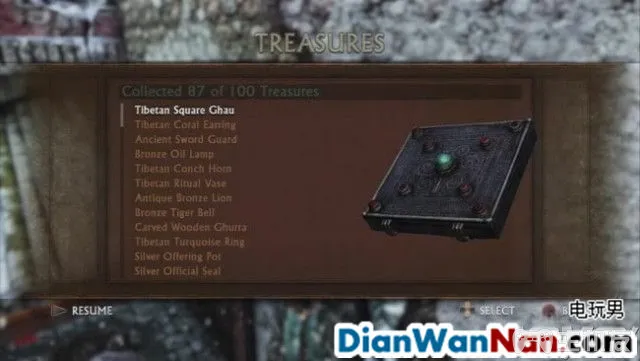 TREASURES
Collected 87 of 100 Treasures
Tibetan Square Ghau
Tibetan Coral Earring
Ancient Sword Guard
Bronze Oil Lamp
Tibetan Conch Horn
Tibetan Ritual Vase
Antique Bronze Lion
Bronze Tiger Bell
Carved Wooden Ghurra
Tibetan Turquoise Ring
Silver Offering Pot
Silver Official Seal
RESUME
SELECT
电玩男
DianWanNan.com